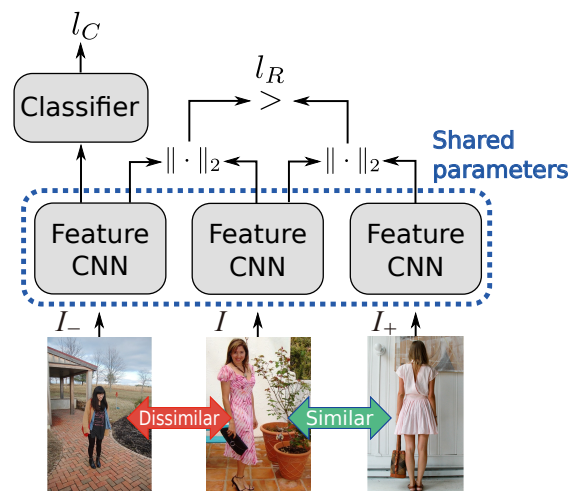 l_C
Classifier
l_R
>
‖ · ‖₂
‖ · ‖₂
Shared
parameters
Feature
CNN
Feature
CNN
Feature
CNN
I₋
I
I₊
Dissimilar
Similar